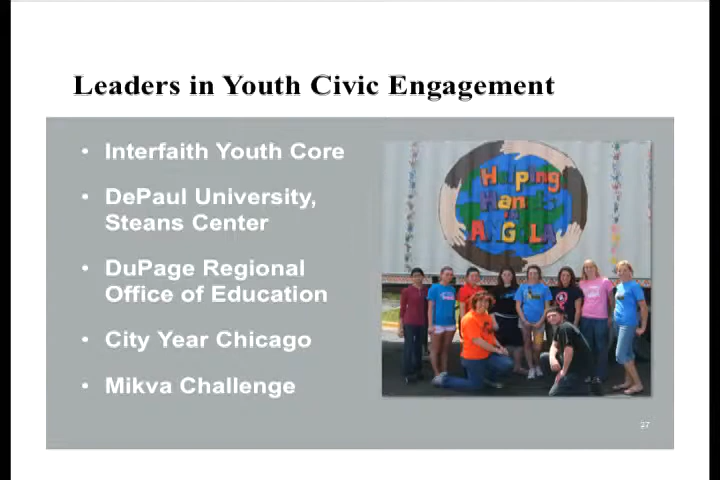 Leaders in Youth Civic Engagement
• Interfaith Youth Core
• DePaul University,
Steans Center
• DuPage Regional
Office of Education
• City Year Chicago
• Mikva Challenge
Helping
Hands
in
ANGOLA
27